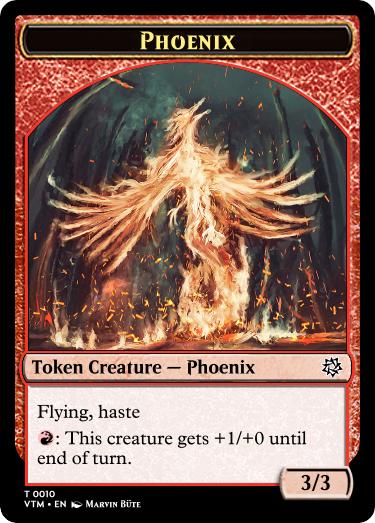 Phoenix
Token Creature — Phoenix
Flying, haste
: This creature gets +1/+0 until
end of turn.
3/3
T 0010
VTM • EN Marvin Büte